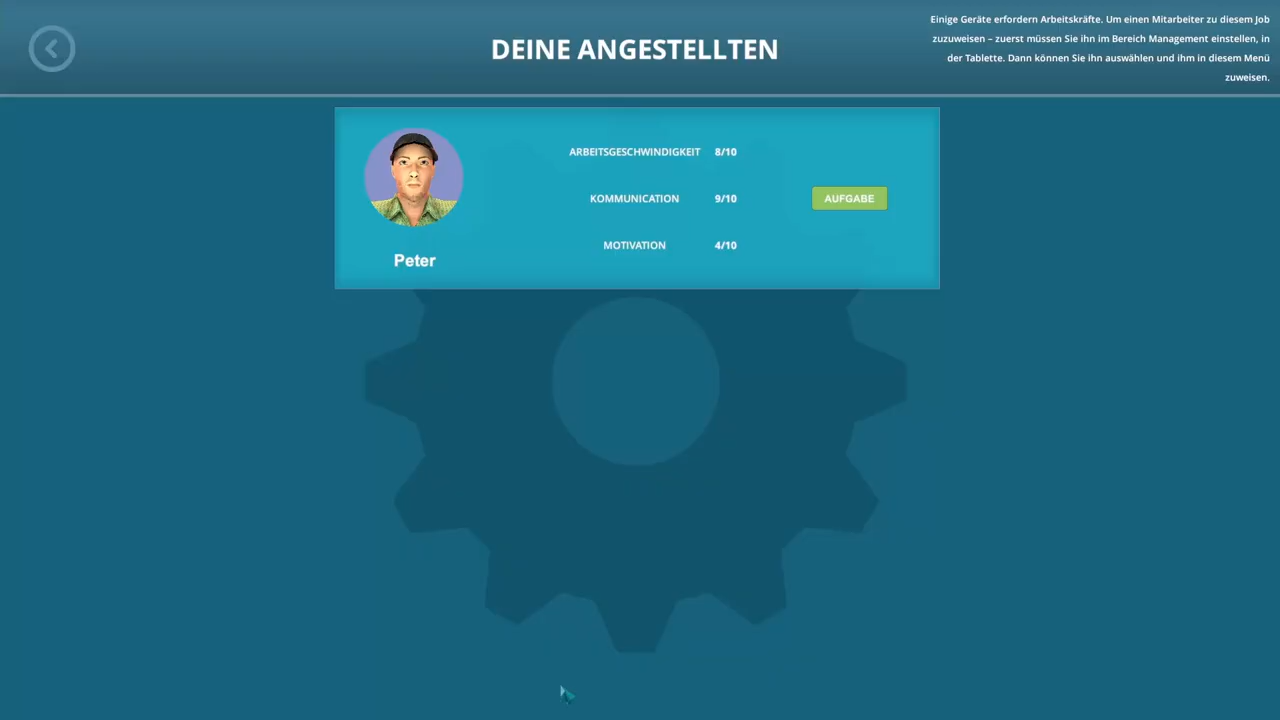 DEINE ANGESTELLTEN
Einige Geräte erfordern Arbeitskräfte. Um einen Mitarbeiter zu diesem Job
zuzuweisen – zuerst müssen Sie ihn im Bereich Management einstellen, in
der Tablette. Dann können Sie ihn auswählen und ihm in diesem Menü
zuweisen.
ARBEITSGESCHWINDIGKEIT 8/10
KOMMUNICATION 9/10
AUFGABE
MOTIVATION 4/10
Peter